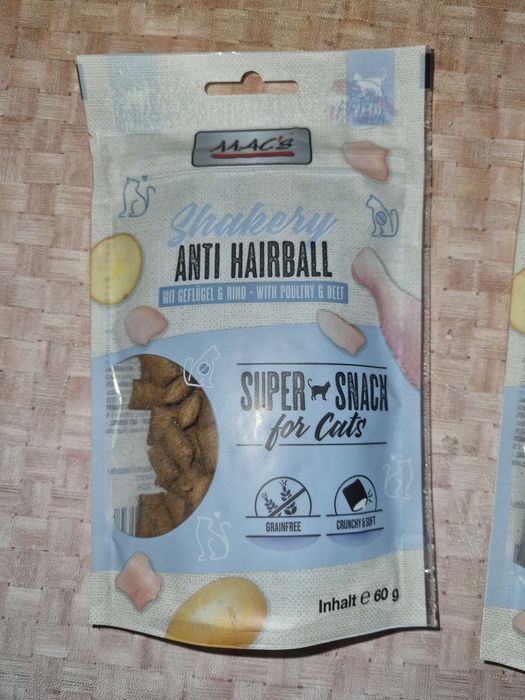 MAC's
Shakery
ANTI HAIRBALL
MIT GEFLÜGEL & RIND • WITH POULTRY & BEEF
SUPER SNACK
for Cats
GRAINFREE
CRUNCHY & SOFT
Inhalt ℮ 60 g